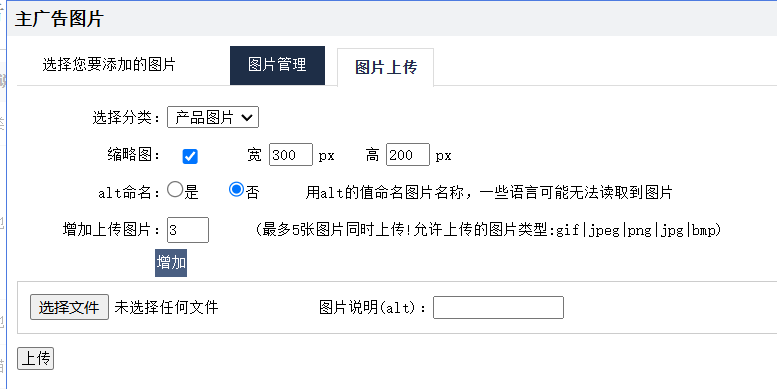 主广告图片
选择您要添加的图片 图片管理 图片上传
选择分类： 产品图片
缩略图： 宽 300 px 高 200 px
alt命名： 是 否 用alt的值命名图片名称，一些语言可能无法读取到图片
增加上传图片： 3 (最多5张图片同时上传!允许上传的图片类型:gif|jpeg|png|jpg|bmp)
增加
选择文件 未选择任何文件 图片说明(alt)：
上传